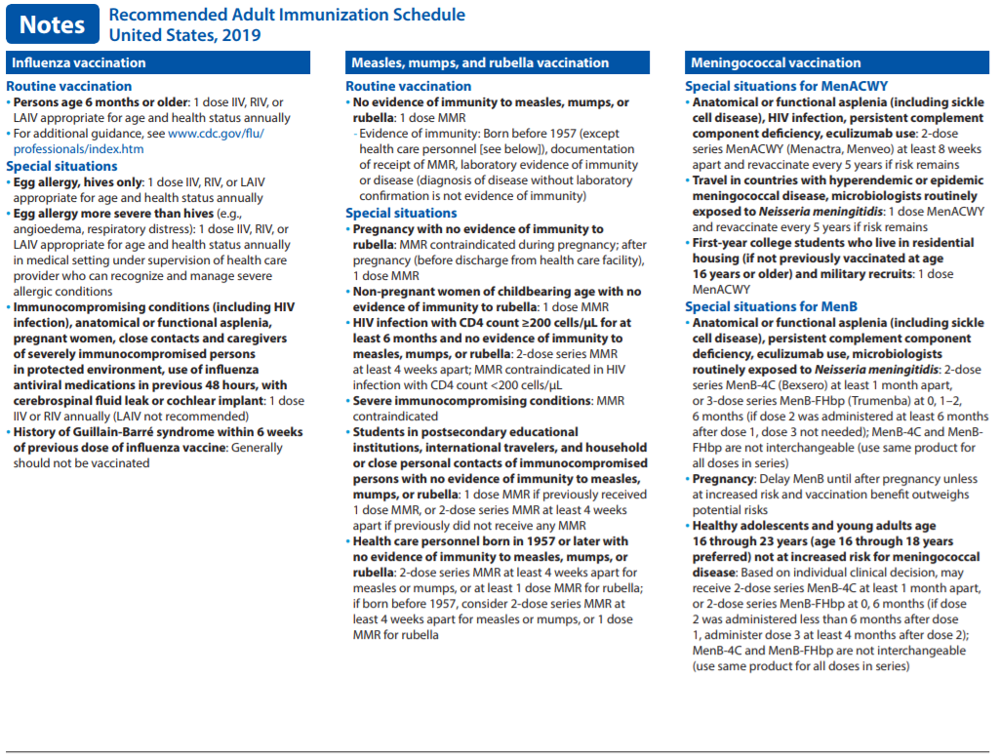 Notes
Recommended Adult Immunization Schedule
United States, 2019
Influenza vaccination
Routine vaccination
• Persons age 6 months or older: 1 dose IIV, RIV, or
LAIV appropriate for age and health status annually
• For additional guidance, see www.cdc.gov/flu/
professionals/index.htm
Special situations
• Egg allergy, hives only: 1 dose IIV, RIV, or LAIV
appropriate for age and health status annually
• Egg allergy more severe than hives (e.g.,
angioedema, respiratory distress): 1 dose IIV, RIV, or
LAIV appropriate for age and health status annually
in medical setting under supervision of health care
provider who can recognize and manage severe
allergic conditions
• Immunocompromising conditions (including HIV
infection), anatomical or functional asplenia,
pregnant women, close contacts and caregivers
of severely immunocompromised persons
in protected environment, use of influenza
antiviral medications in previous 48 hours, with
cerebrospinal fluid leak or cochlear implant: 1 dose
IIV or RIV annually (LAIV not recommended)
• History of Guillain-Barré syndrome within 6 weeks
of previous dose of influenza vaccine: Generally
should not be vaccinated
Measles, mumps, and rubella vaccination
Routine vaccination
• No evidence of immunity to measles, mumps, or
rubella: 1 dose MMR
- Evidence of immunity: Born before 1957 (except
health care personnel [see below]), documentation
of receipt of MMR, laboratory evidence of immunity
or disease (diagnosis of disease without laboratory
confirmation is not evidence of immunity)
Special situations
• Pregnancy with no evidence of immunity to
rubella: MMR contraindicated during pregnancy; after
pregnancy (before discharge from health care facility),
1 dose MMR
• Non-pregnant women of childbearing age with no
evidence of immunity to rubella: 1 dose MMR
• HIV infection with CD4 count ≥200 cells/μL for at
least 6 months and no evidence of immunity to
measles, mumps, or rubella: 2-dose series MMR
at least 4 weeks apart; MMR contraindicated in HIV
infection with CD4 count <200 cells/μL
• Severe immunocompromising conditions: MMR
contraindicated
• Students in postsecondary educational
institutions, international travelers, and household
or close personal contacts of immunocompromised
persons with no evidence of immunity to measles,
mumps, or rubella: 1 dose MMR if previously received
1 dose MMR, or 2-dose series MMR at least 4 weeks
apart if previously did not receive any MMR
• Health care personnel born in 1957 or later with
no evidence of immunity to measles, mumps, or
rubella: 2-dose series MMR at least 4 weeks apart for
measles or mumps, or at least 1 dose MMR for rubella;
if born before 1957, consider 2-dose series MMR at
least 4 weeks apart for measles or mumps, or 1 dose
MMR for rubella
Meningococcal vaccination
Special situations for MenACWY
• Anatomical or functional asplenia (including sickle
cell disease), HIV infection, persistent complement
component deficiency, eculizumab use: 2-dose
series MenACWY (Menactra, Menveo) at least 8 weeks
apart and revaccinate every 5 years if risk remains
• Travel in countries with hyperendemic or epidemic
meningococcal disease, microbiologists routinely
exposed to Neisseria meningitidis: 1 dose MenACWY
and revaccinate every 5 years if risk remains
• First-year college students who live in residential
housing (if not previously vaccinated at age
16 years or older) and military recruits: 1 dose
MenACWY
Special situations for MenB
• Anatomical or functional asplenia (including sickle
cell disease), persistent complement component
deficiency, eculizumab use, microbiologists
routinely exposed to Neisseria meningitidis: 2-dose
series MenB-4C (Bexsero) at least 1 month apart,
or 3-dose series MenB-FHbp (Trumenba) at 0, 1–2,
6 months (if dose 2 was administered at least 6 months
after dose 1, dose 3 not needed); MenB-4C and MenB-
FHbp are not interchangeable (use same product for
all doses in series)
• Pregnancy: Delay MenB until after pregnancy unless
at increased risk and vaccination benefit outweighs
potential risks
• Healthy adolescents and young adults age
16 through 23 years (age 16 through 18 years
preferred) not at increased risk for meningococcal
disease: Based on individual clinical decision, may
receive 2-dose series MenB-4C at least 1 month apart,
or 2-dose series MenB-FHbp at 0, 6 months (if dose
2 was administered less than 6 months after dose
1, administer dose 3 at least 4 months after dose 2);
MenB-4C and MenB-FHbp are not interchangeable
(use same product for all doses in series)